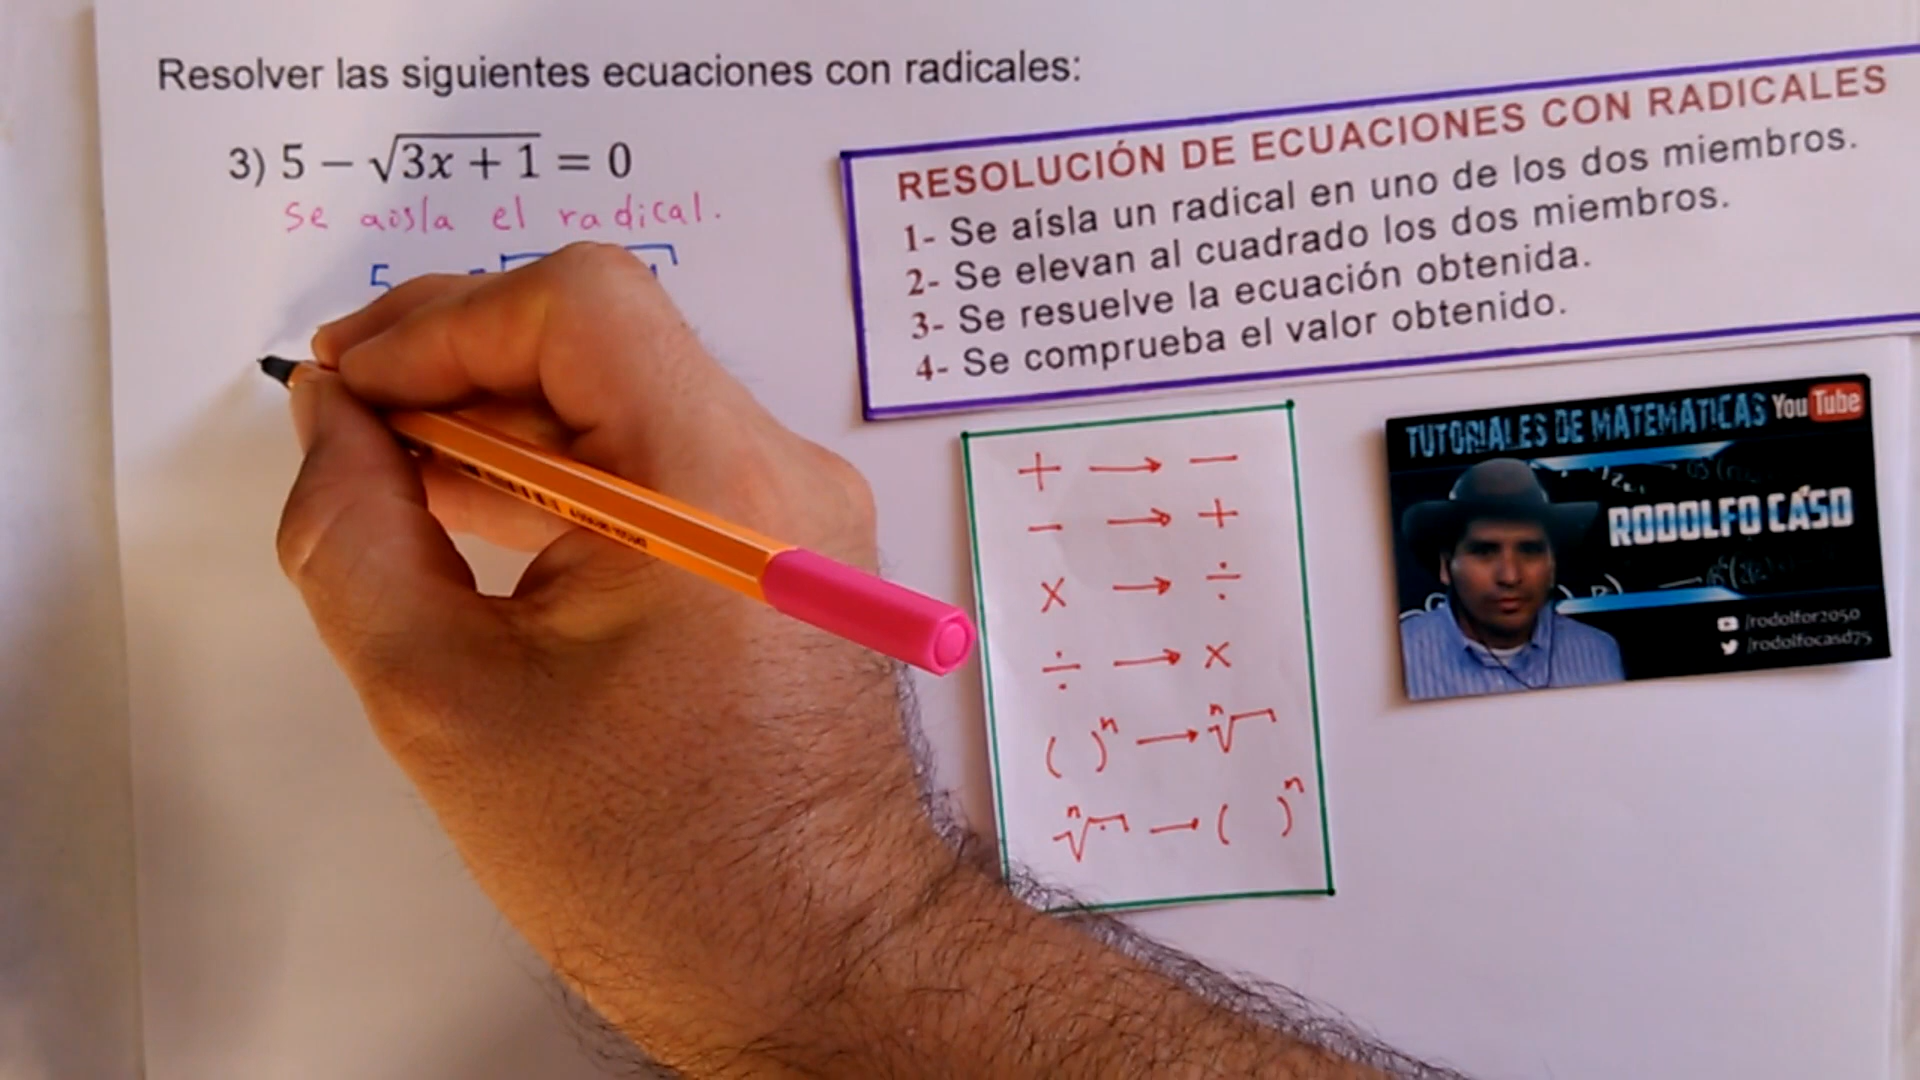 Resolver las siguientes ecuaciones con radicales:
3) 5 − √3x + 1 = 0
Se aisla el radical.
5
RESOLUCIÓN DE ECUACIONES CON RADICALES
1- Se aísla un radical en uno de los dos miembros.
2- Se elevan al cuadrado los dos miembros.
3- Se resuelve la ecuación obtenida.
4- Se comprueba el valor obtenido.
+ → −
− → +
× → ÷
÷ → ×
( )ⁿ → ⁿ√
ⁿ√ → ( )ⁿ
TUTORIALES DE MATEMATICAS YouTube
RODOLFO CASO
/rodolfor2050
/rodolfocasd75